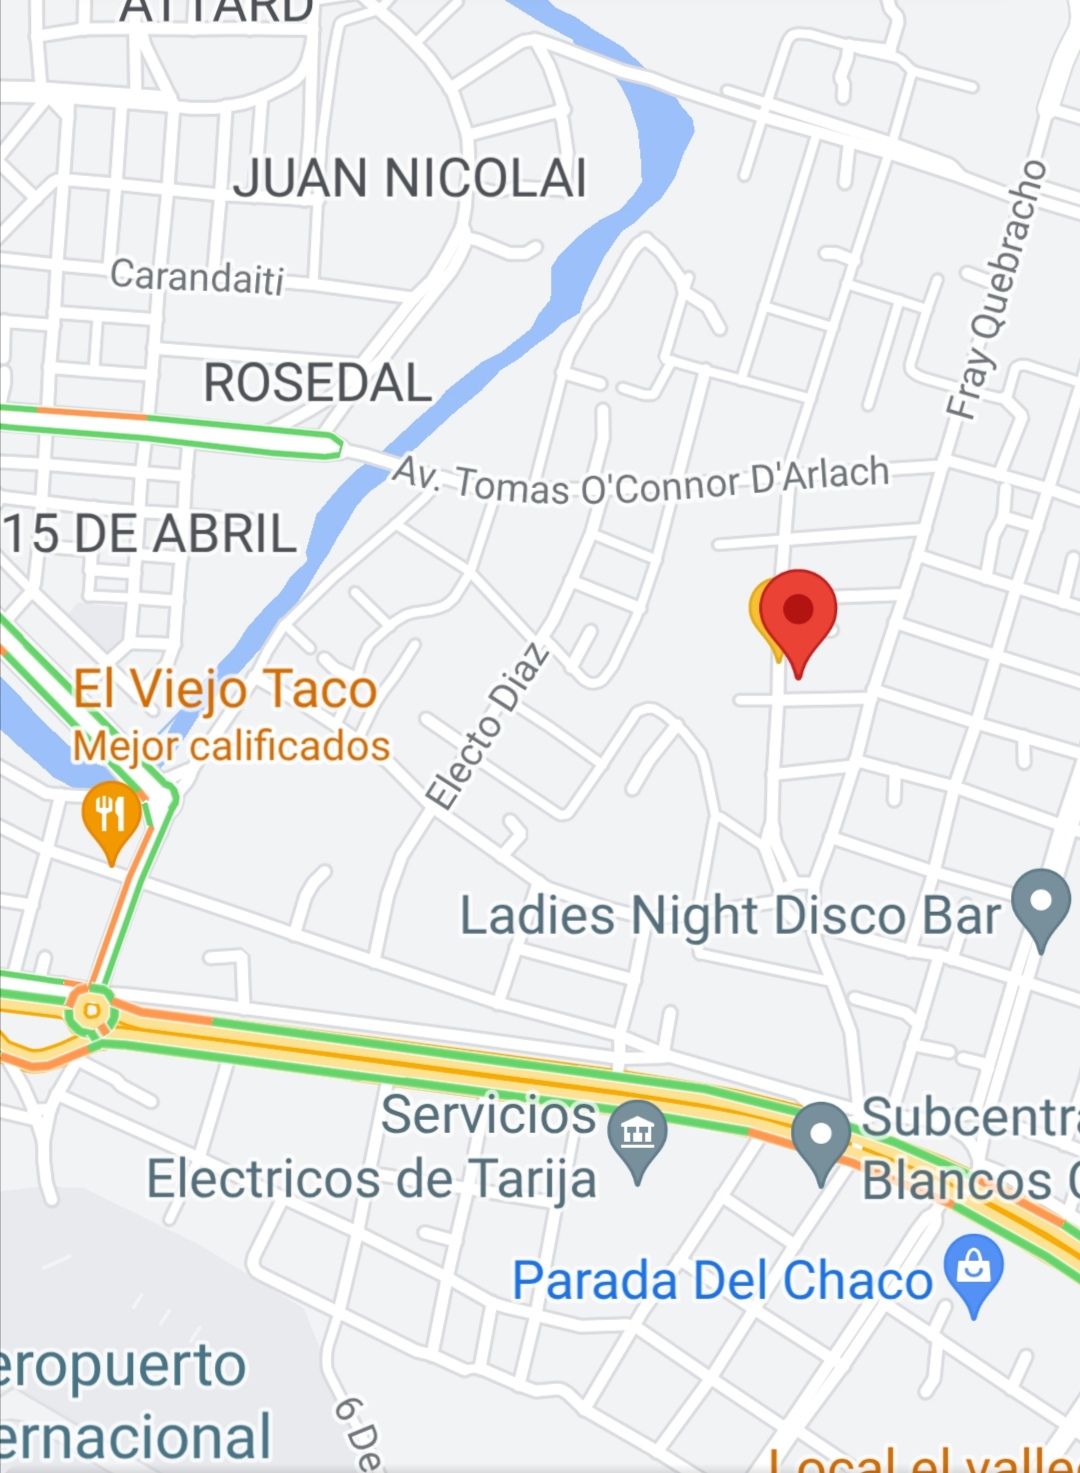 ATTARD
JUAN NICOLAI
Carandaiti
Fray Quebracho
ROSEDAL
Av. Tomas O'Connor D'Arlach
15 DE ABRIL
El Viejo Taco
Mejor calificados
Electo Diaz
Ladies Night Disco Bar
Servicios
Electricos de Tarija
Subcentra
Blancos
Parada Del Chaco
eropuerto
ernacional
6 De
Local el valle